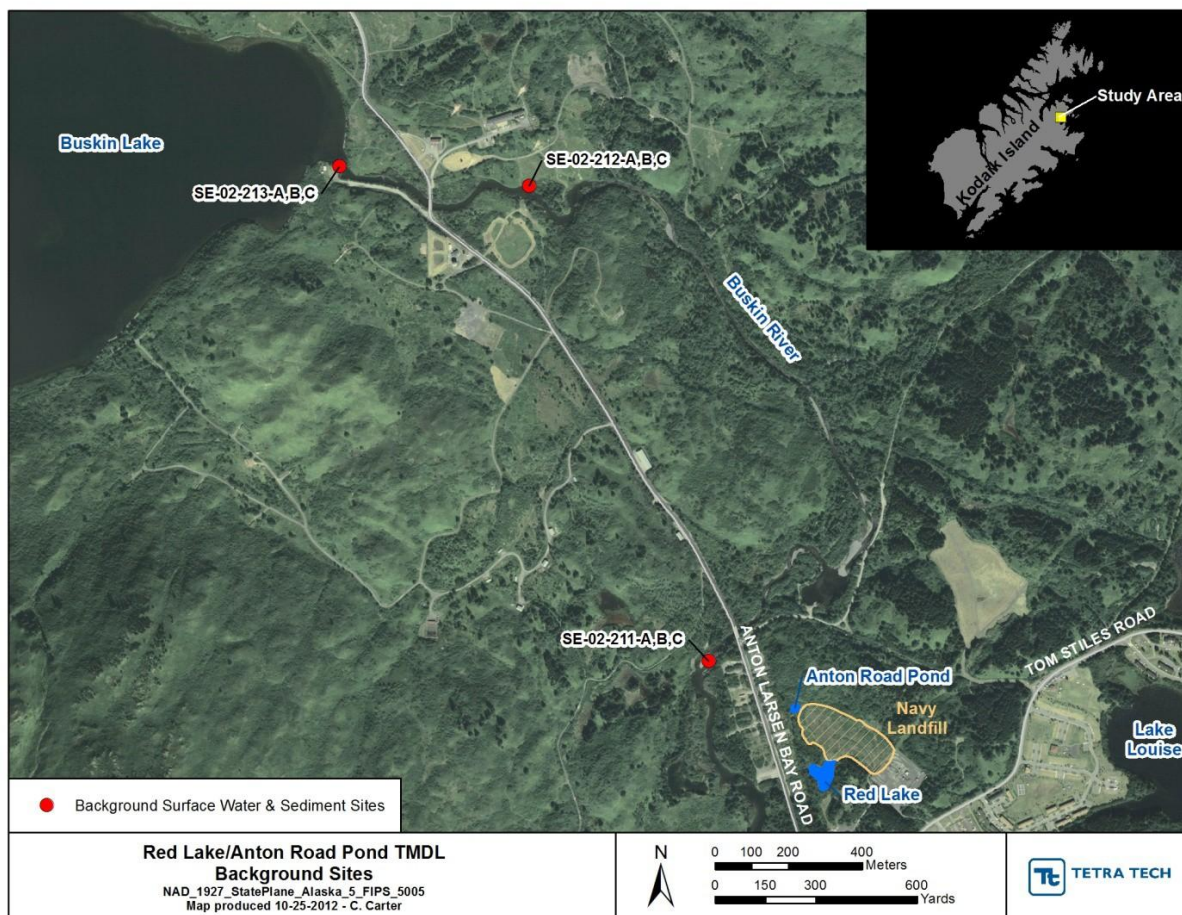 Buskin Lake
SE-02-213-A,B,C
SE-02-212-A,B,C
Study Area
Kodaik Island
Buskin River
SE-02-211-A,B,C
ANTON LARSEN BAY ROAD
Anton Road Pond
Navy
Landfill
Red Lake
TOM STILES ROAD
Lake
Louise
Background Surface Water & Sediment Sites
Red Lake/Anton Road Pond TMDL
Background Sites
NAD_1927_StatePlane_Alaska_5_FIPS_5005
Map produced 10-25-2012 - C. Carter
N
0 100 200 400
Meters
0 150 300 600
Yards
Tt TETRA TECH